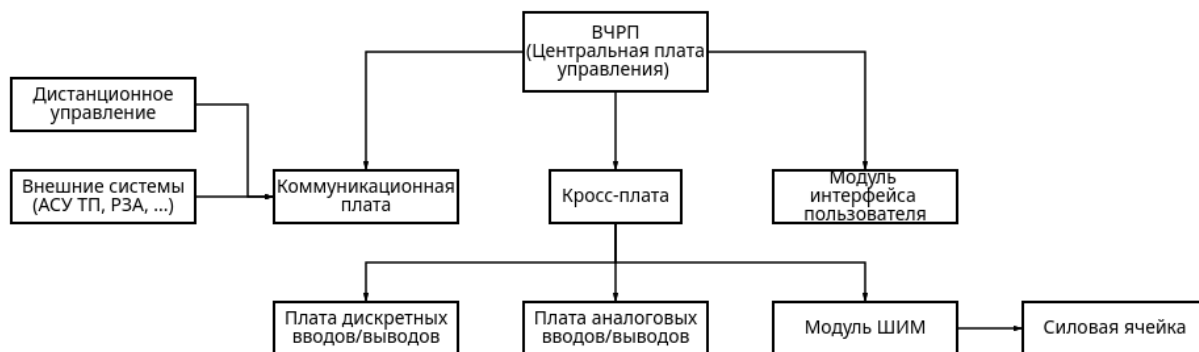 ВЧРП
(Центральная плата
управления)
Дистанционное
управление
Внешние системы
(АСУ ТП, РЗА, ...)
Коммуникационная
плата
Кросс-плата
Модуль
интерфейса
пользователя
Плата дискретных
вводов/выводов
Плата аналоговых
вводов/выводов
Модуль ШИМ
Силовая ячейка